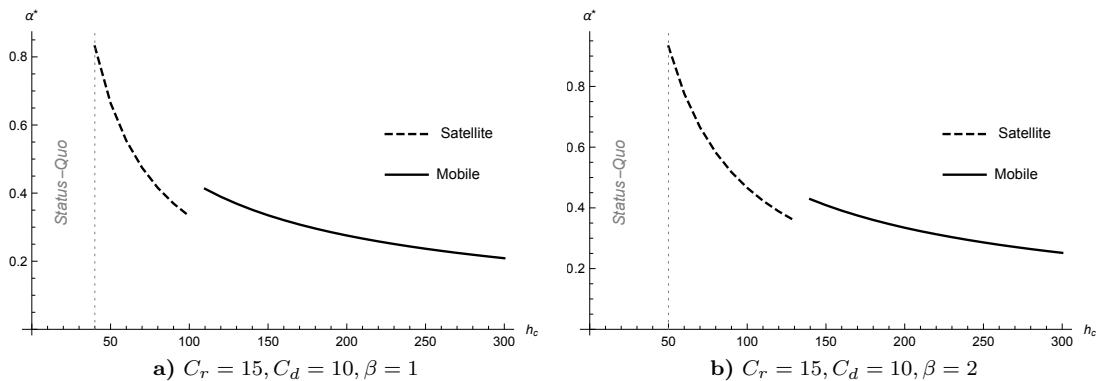 α*
0.8
0.6
0.4
0.2
50
100
150
200
250
300
h_c
Status-Quo
Satellite
Mobile
a) C_r = 15, C_d = 10, β = 1
α*
0.8
0.6
0.4
0.2
50
100
150
200
250
300
h_c
Status-Quo
Satellite
Mobile
b) C_r = 15, C_d = 10, β = 2